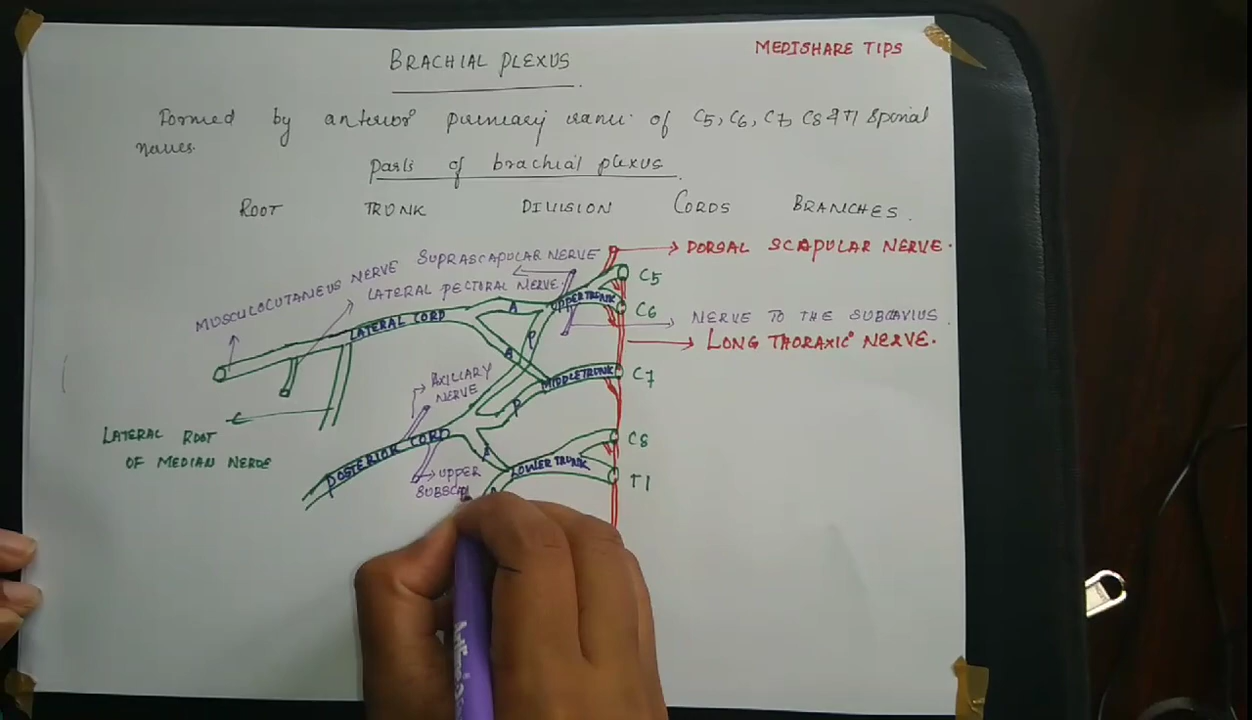 BRACHIAL PLEXUS
MEDISHARE TIPS
Formed by anterior primary rami of C5, C6, C7, C8 & T1 Spinal
nerves.
Parts of brachial plexus
ROOT TRUNK DIVISION CORDS BRANCHES.
SUPRASCAPULAR NERVE
DORSAL SCAPULAR NERVE.
MUSCULOCUTANEUS NERVE
LATERAL PECTORAL NERVE
C5
UPPER TRUNK
A
C6
LATERAL CORD
NERVE TO THE SUBCAVIUS.
P
LONG THORAXIC NERVE.
A
MIDDLE TRUNK
C7
AXILLARY
NERVE
P
LATERAL ROOT
OF MEDIAN NERVE
POSTERIOR CORD
C8
A
LOWER TRUNK
UPPER
SUBSCA
T1